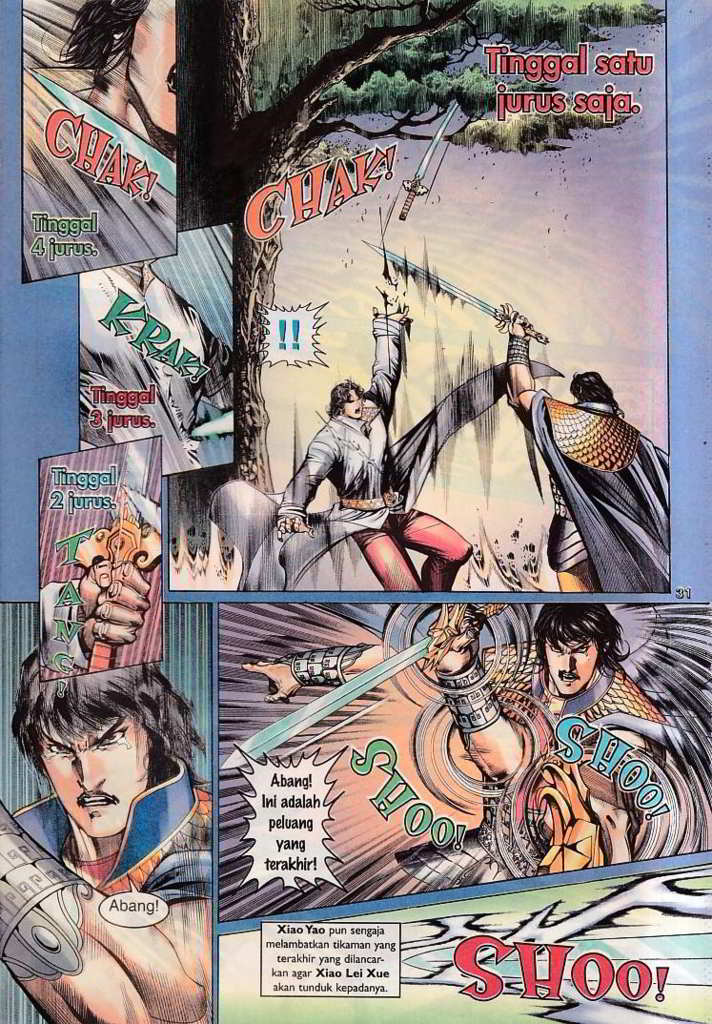 CHAK!
Tinggal
4 jurus.
KRAK!
Tinggal
3 jurus.
Tinggal
2 jurus.
TANG!
Tinggal satu
jurus saja.
CHAK!
!!
31
Abang!
Abang!
Ini adalah
peluang
yang
terakhir!
SHOO!
SHOO!
Xiao Yao pun sengaja
melambatkan tikaman yang
terakhir yang dilancar-
kan agar Xiao Lei Xue
akan tunduk kepadanya.
SHOO!